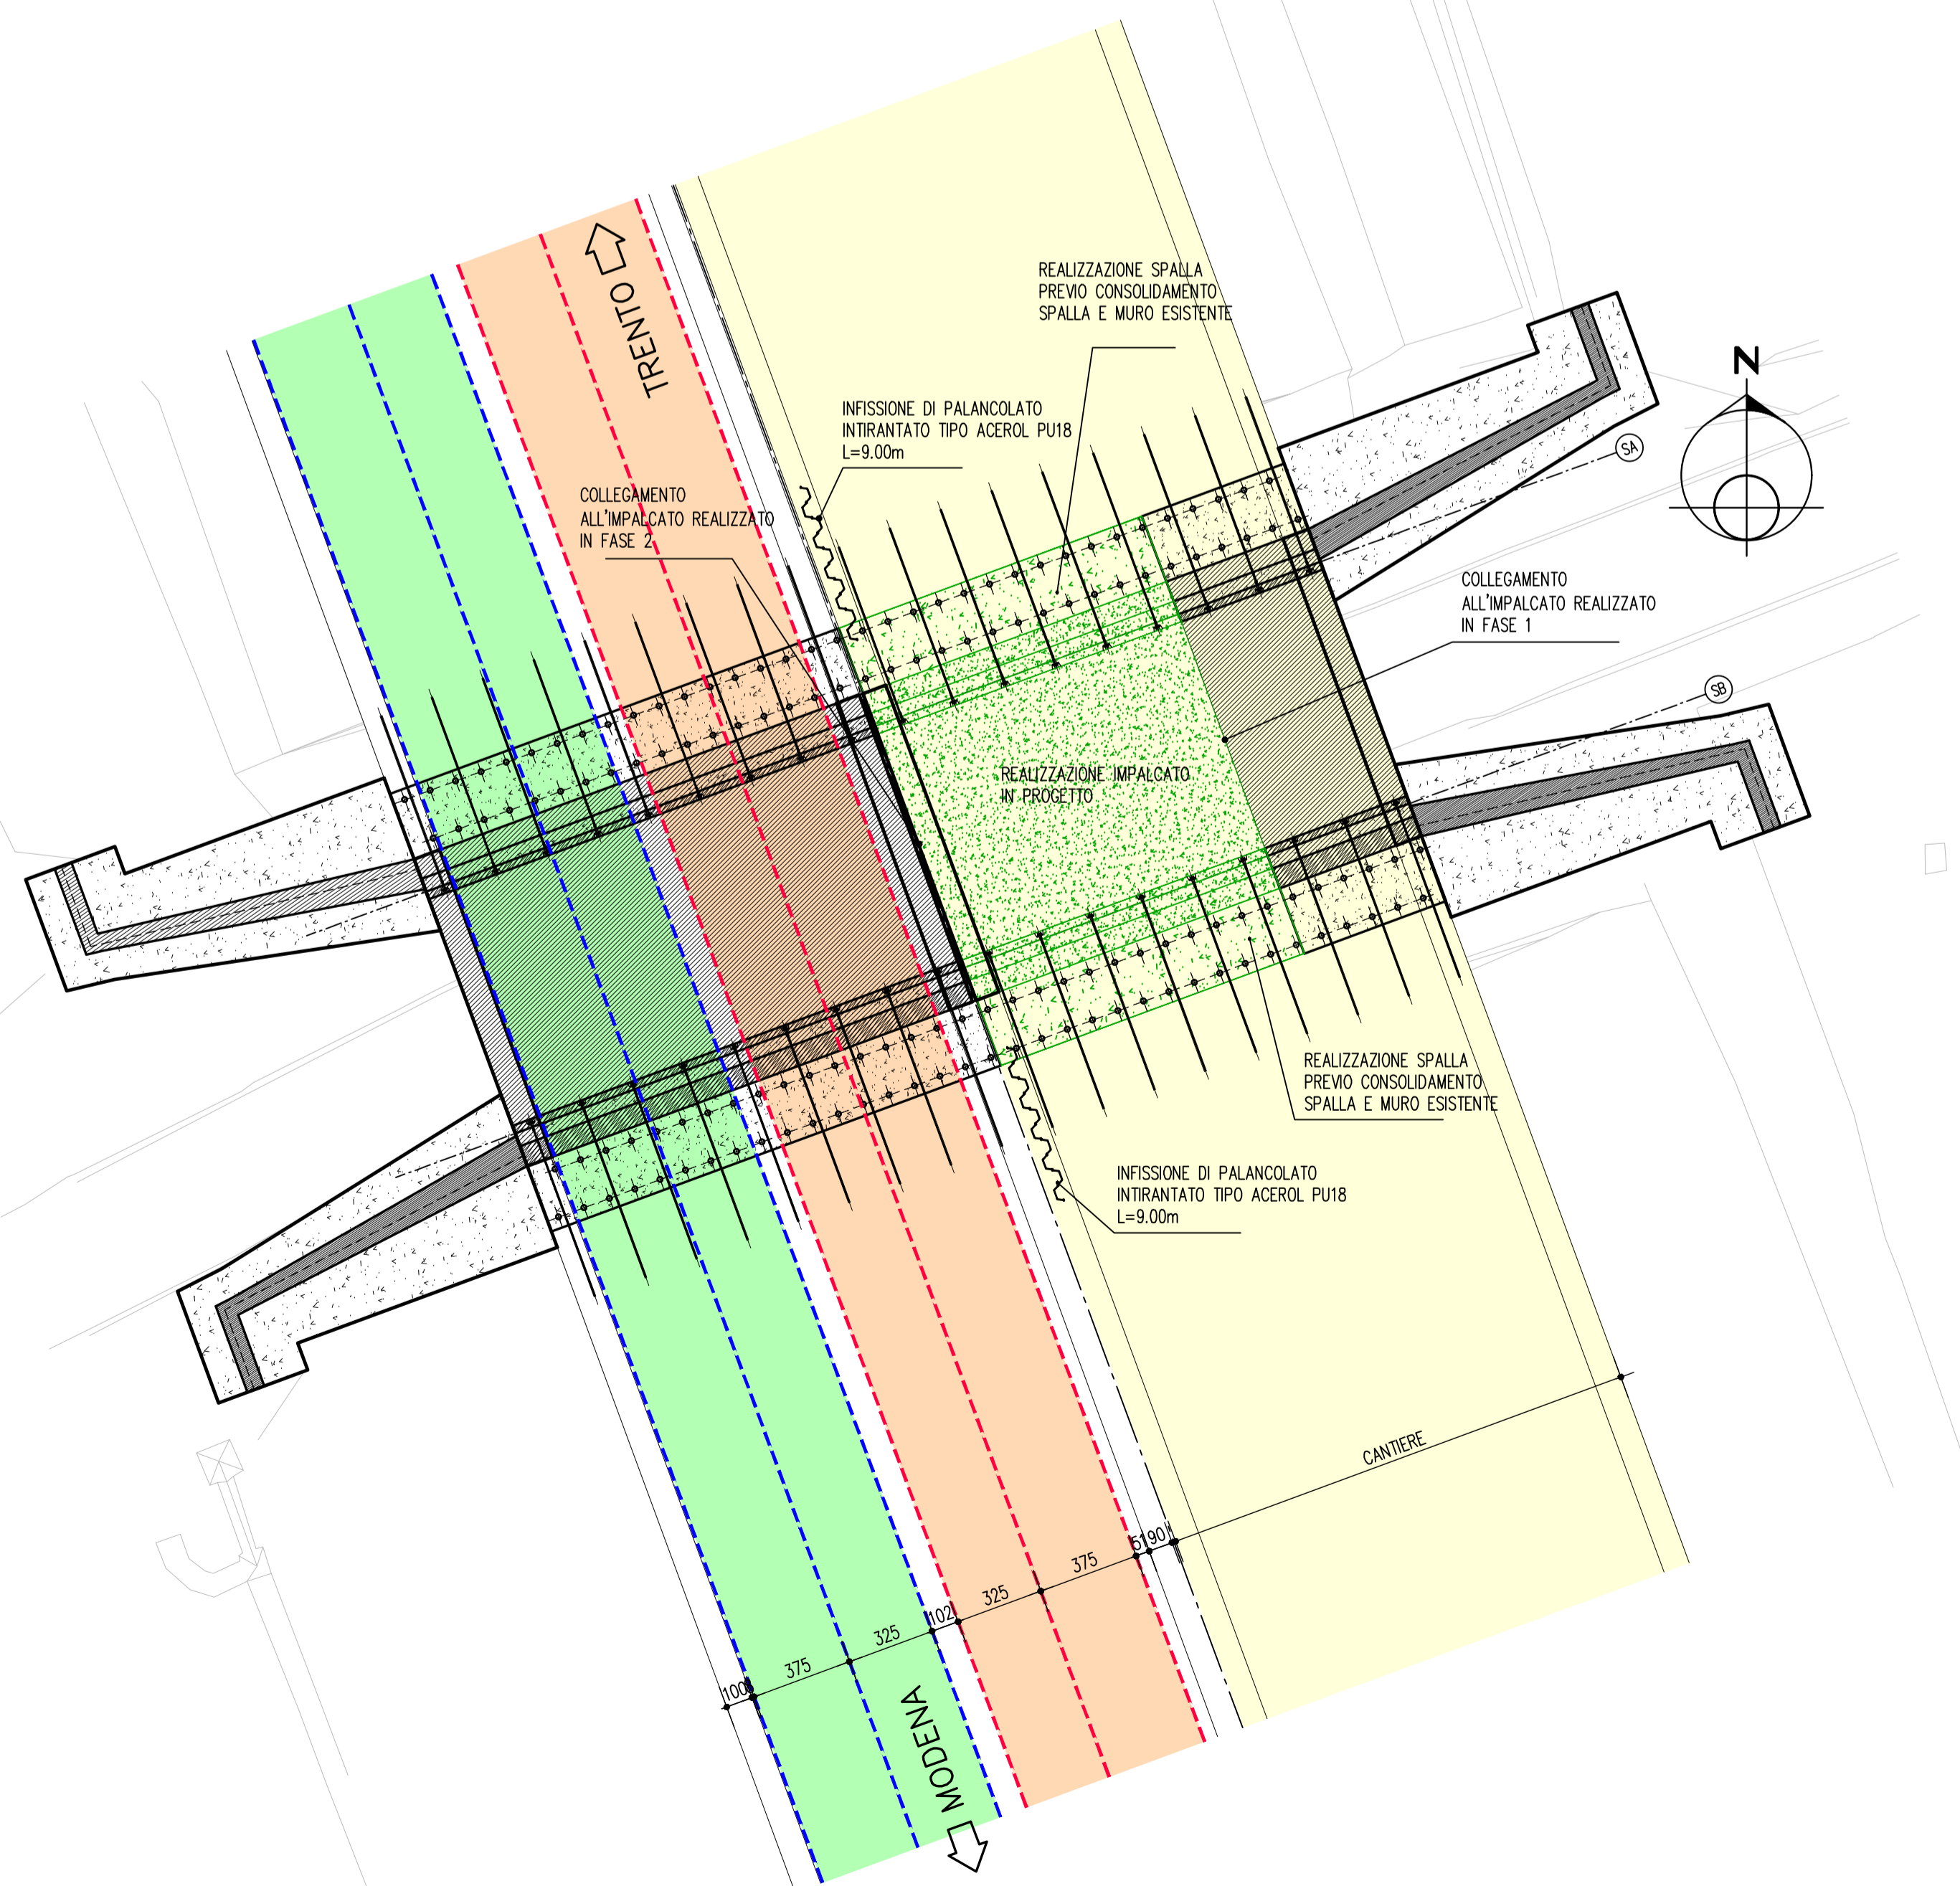 TRENTO
REALIZZAZIONE SPALLA
PREVIO CONSOLIDAMENTO
SPALLA E MURO ESISTENTE
N
INFISSIONE DI PALANCOLATO
INTIRANTATO TIPO ACEROL PU18
L=9.00m
SA
COLLEGAMENTO
ALL'IMPALCATO REALIZZATO
IN FASE 2
COLLEGAMENTO
ALL'IMPALCATO REALIZZATO
IN FASE 1
SB
REALIZZAZIONE IMPALCATO
IN PROGETTO
REALIZZAZIONE SPALLA
PREVIO CONSOLIDAMENTO
SPALLA E MURO ESISTENTE
INFISSIONE DI PALANCOLATO
INTIRANTATO TIPO ACEROL PU18
L=9.00m
100 375 325 102 325 375 5190 CANTIERE
MODENA